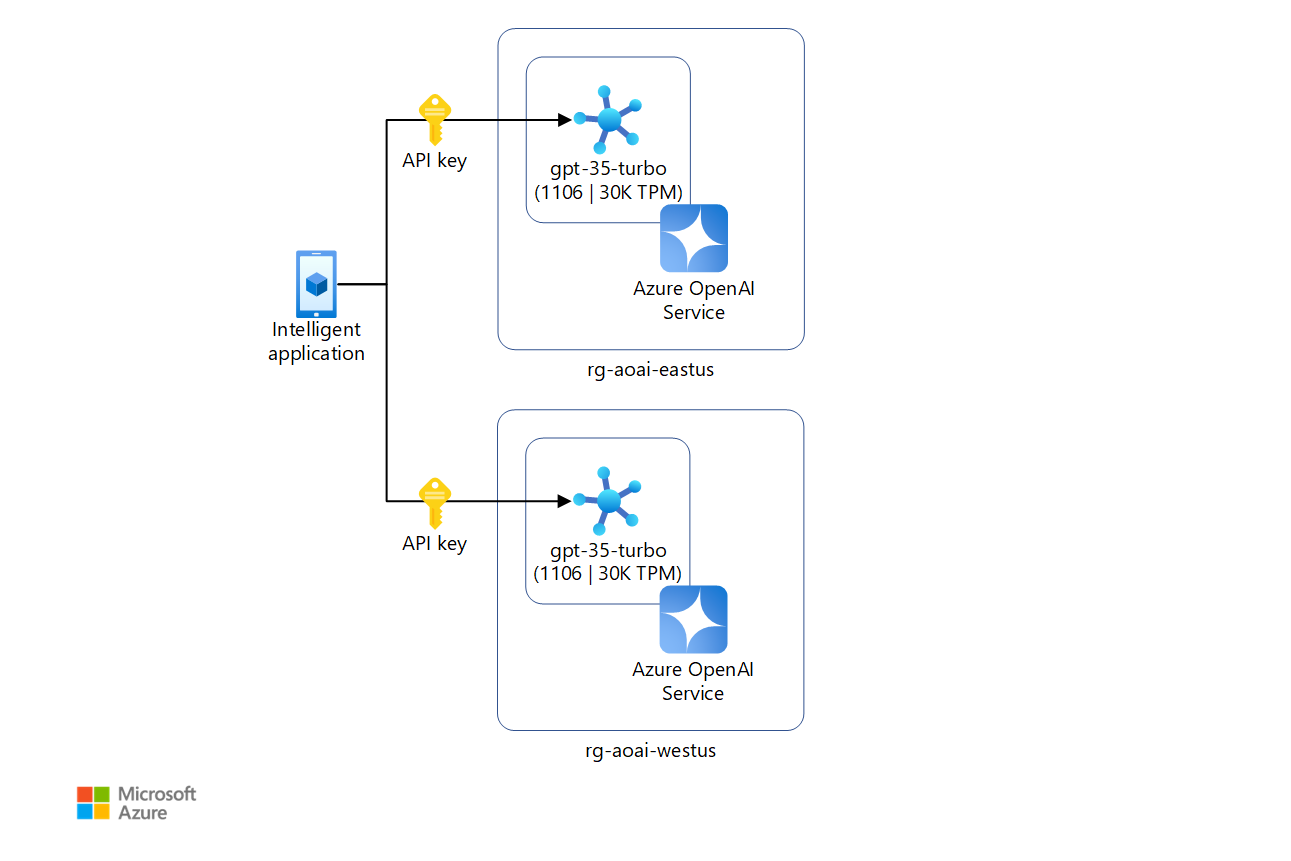 API key
gpt-35-turbo
(1106 | 30K TPM)
Azure OpenAI
Service
Intelligent
application
rg-aoai-eastus
API key
gpt-35-turbo
(1106 | 30K TPM)
Azure OpenAI
Service
rg-aoai-westus
Microsoft
Azure